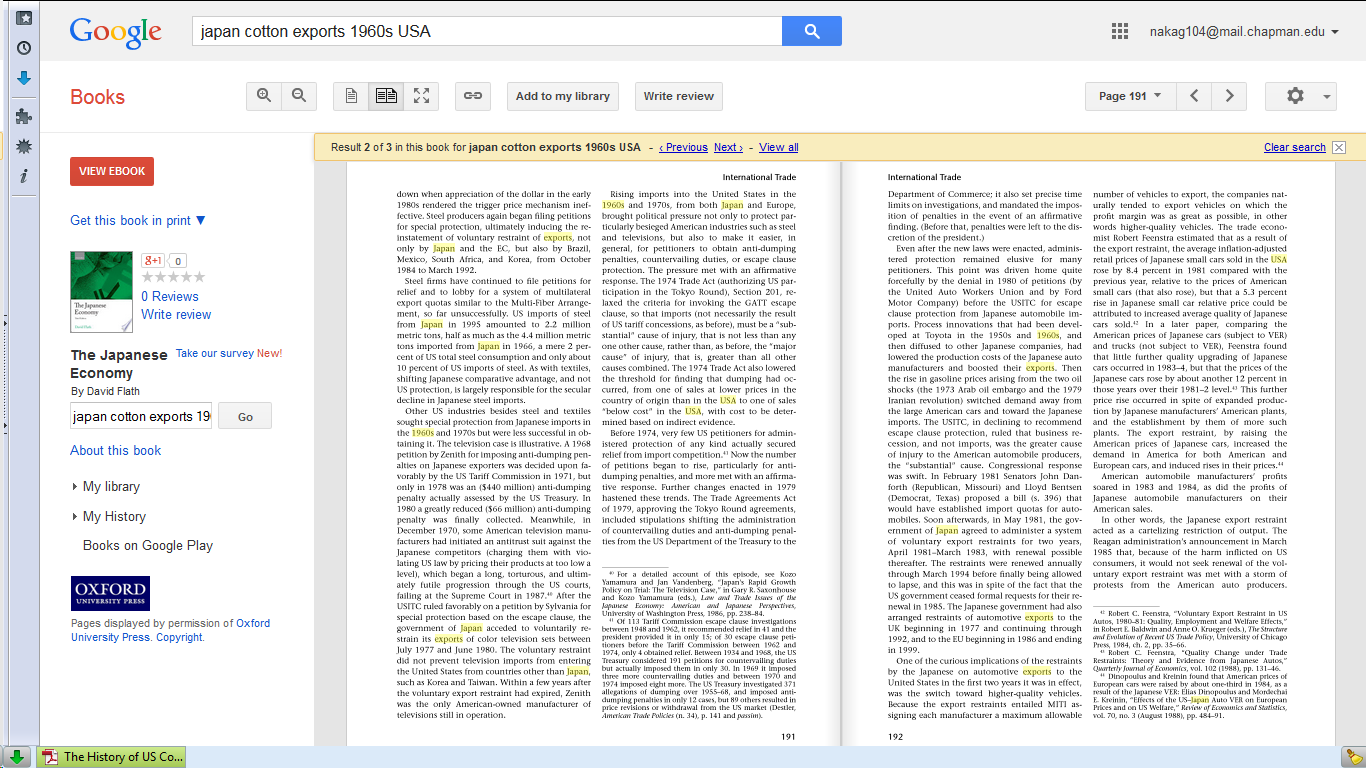 Google
japan cotton exports 1960s USA
nakag104@mail.chapman.edu
Books
Add to my library
Write review
Page 191
Result 2 of 3 in this book for japan cotton exports 1960s USA - ‹ Previous Next › - View all
Clear search
VIEW EBOOK
Get this book in print ▼
g+1
0
The Japanese
Economy
David Flath
0 Reviews
Write review
The Japanese
Economy
Take our survey New!
By David Flath
japan cotton exports 19
Go
About this book
My library
My History
Books on Google Play
OXFORD
UNIVERSITY PRESS
Pages displayed by permission of Oxford
University Press. Copyright.
International Trade
down when appreciation of the dollar in the early
1980s rendered the trigger price mechanism inef-
fective. Steel producers again began filing petitions
for special protection, ultimately inducing the re-
instatement of voluntary restraint of exports, not
only by Japan and the EC, but also by Brazil,
Mexico, South Africa, and Korea, from October
1984 to March 1992.
Steel firms have continued to file petitions for
relief and to lobby for a system of multilateral
export quotas similar to the Multi-Fiber Arrange-
ment, so far unsuccessfully. US imports of steel
from Japan in 1995 amounted to 2.2 million
metric tons, half as much as the 4.4 million metric
tons imported from Japan in 1966, a mere 2 per-
cent of US total steel consumption and only about
10 percent of US imports of steel. As with textiles,
shifting Japanese comparative advantage, and not
US protection, is largely responsible for the secular
decline in Japanese steel imports.
Other US industries besides steel and textiles
sought special protection from Japanese imports in
the 1960s and 1970s but were less successful in ob-
taining it. The television case is illustrative. A 1968
petition by Zenith for imposing anti-dumping pen-
alties on Japanese exporters was decided upon fa-
vorably by the US Tariff Commission in 1971, but
only in 1978 was an ($440 million) anti-dumping
penalty actually assessed by the US Treasury. In
1980 a greatly reduced ($66 million) anti-dumping
penalty was finally collected. Meanwhile, in
December 1970, some American television manu-
facturers had initiated an antitrust suit against the
Japanese competitors (charging them with vio-
lating US law by pricing their products at too low a
level), which began a long, torturous, and ultim-
ately futile progression through the US courts,
failing at the Supreme Court in 1987.⁴⁰ After the
USITC ruled favorably on a petition by Sylvania for
special protection based on the escape clause, the
government of Japan acceded to voluntarily re-
strain its exports of color television sets between
July 1977 and June 1980. The voluntary restraint
did not prevent television imports from entering
the United States from countries other than Japan,
such as Korea and Taiwan. Within a few years after
the voluntary export restraint had expired, Zenith
was the only American-owned manufacturer of
televisions still in operation.
Rising imports into the United States in the
1960s and 1970s, from both Japan and Europe,
brought political pressure not only to protect par-
ticularly besieged American industries such as steel
and televisions, but also to make it easier, in
general, for petitions to obtain anti-dumping
penalties, countervailing duties, or escape clause
protection. The pressure met with an affirmative
response. The 1974 Trade Act (authorizing US par-
ticipation in the Tokyo Round), Section 201, re-
laxed the criteria for invoking the GATT escape
clause, so that imports (not necessarily the result
of US tariff concessions, as before), must be a “sub-
stantial” cause of injury, that is not less than any
one other cause, rather than, as before, the “major
cause” of injury, that is, greater than all other
causes combined. The 1974 Trade Act also lowered
the threshold for finding that dumping had oc-
curred, from one of sales at lower prices in the
country of origin than in the USA to one of sales
“below cost” in the USA, with cost to be deter-
mined based on indirect evidence.
Before 1974, very few US petitioners for admin-
istered protection of any kind actually secured
relief from import competition.⁴¹ Now the number
of petitions began to rise, particularly for anti-
dumping penalties, and more met with an affirma-
tive response. Further changes enacted in 1979
hastened these trends. The Trade Agreements Act
of 1979, approving the Tokyo Round agreements,
included stipulations shifting the administration
of countervailing duties and anti-dumping penal-
ties from the US Department of the Treasury to the
⁴⁰ For a detailed account of this episode, see Kozo
Yamamura and Jan Vandenberg, “Japan’s Rapid Growth
Policy on Trial: The Television Case,” in Gary R. Saxonhouse
and Kozo Yamamura (eds.), Law and Trade Issues of the
Japanese Economy: American and Japanese Perspectives,
University of Washington Press, 1986, pp. 238–84.
⁴¹ Of 113 Tariff Commission escape clause investigations
between 1948 and 1962, it recommended relief in 41 and the
president provided it in only 15; of 30 escape clause peti-
tioners before the Tariff Commission between 1962 and
1974, only 4 obtained relief. Between 1934 and 1968, the US
Treasury considered 191 petitions for countervailing duties
but actually imposed them in only 30. In 1969 it imposed
three more countervailing duties and between 1970 and
1974 imposed eight more. The US Treasury investigated 371
allegations of dumping over 1955–68, and imposed anti-
dumping penalties in only 12 cases, but 89 others resulted in
price revisions or withdrawal from the US market (Destler,
American Trade Policies (n. 34), p. 141 and passim).
191
International Trade
Department of Commerce; it also set precise time
limits on investigations, and mandated the impos-
ition of penalties in the event of an affirmative
finding. (Before that, penalties were left to the dis-
cretion of the president.)
Even after the new laws were enacted, adminis-
tered protection remained elusive for many
petitioners. This point was driven home quite
forcefully by the denial in 1980 of petitions (by
the United Auto Workers Union and by Ford
Motor Company) before the USITC for escape
clause protection from Japanese automobile im-
ports. Process innovations that had been devel-
oped at Toyota in the 1950s and 1960s, and
then diffused to other Japanese companies, had
lowered the production costs of the Japanese auto
manufacturers and boosted their exports. Then
the rise in gasoline prices arising from the two oil
shocks (the 1973 Arab oil embargo and the 1979
Iranian revolution) switched demand away from
the large American cars and toward the Japanese
imports. The USITC, in declining to recommend
escape clause protection, ruled that business re-
cession, and not imports, was the greater cause
of injury to the American automobile producers,
the “substantial” cause. Congressional response
was swift. In February 1981 Senators John Dan-
forth (Republican, Missouri) and Lloyd Bentsen
(Democrat, Texas) proposed a bill (s. 396) that
would have established import quotas for auto-
mobiles. Soon afterwards, in May 1981, the gov-
ernment of Japan agreed to administer a system
of voluntary export restraints for two years,
April 1981–March 1983, with renewal possible
thereafter. The restraints were renewed annually
through March 1994 before finally being allowed
to lapse, and this was in spite of the fact that the
US government ceased formal requests for their re-
newal in 1985. The Japanese government had also
arranged restraints of automotive exports to the
UK beginning in 1977 and continuing through
1992, and to the EU beginning in 1986 and ending
in 1999.
One of the curious implications of the restraints
by the Japanese on automotive exports to the
United States in the first two years it was in effect,
was the switch toward higher-quality vehicles.
Because the export restraints entailed MITI as-
signing each manufacturer a maximum allowable
number of vehicles to export, the companies nat-
urally tended to export vehicles on which the
profit margin was as great as possible, in other
words higher-quality vehicles. The trade econo-
mist Robert Feenstra estimated that as a result of
the export restraint, the average inflation-adjusted
retail prices of Japanese small cars sold in the USA
rose by 8.4 percent in 1981 compared with the
previous year, relative to the prices of American
small cars (that also rose), but that a 5.3 percent
rise in Japanese small car relative price could be
attributed to increased average quality of Japanese
cars sold.⁴² In a later paper, comparing the
American prices of Japanese cars (subject to VER)
and trucks (not subject to VER), Feenstra found
that little further quality upgrading of Japanese
cars occurred in 1983–4, but that the prices of the
Japanese cars rose by about another 12 percent in
those years over their 1981–2 level.⁴³ This further
price rise occurred in spite of expanded produc-
tion by Japanese manufacturers’ American plants,
and the establishment by them of more such
plants. The export restraint, by raising the
American prices of Japanese cars, increased the
demand in America for both American and
European cars, and induced rises in their prices.⁴⁴
American automobile manufacturers’ profits
soared in 1983 and 1984, as did the profits of
Japanese automobile manufacturers on their
American sales.
In other words, the Japanese export restraint
acted as a cartelizing restriction of output. The
Reagan administration’s announcement in March
1985 that, because of the harm inflicted on US
consumers, it would not seek renewal of the vol-
untary export restraint was met with a storm of
protests from the American auto producers.
⁴² Robert C. Feenstra, “Voluntary Export Restraint in US
Autos, 1980–81: Quality, Employment and Welfare Effects,”
in Robert E. Baldwin and Anne O. Krueger (eds.), The Structure
and Evolution of Recent US Trade Policy, University of Chicago
Press, 1984, ch. 2, pp. 35–66.
⁴³ Robert C. Feenstra, “Quality Change under Trade
Restraints: Theory and Evidence from Japanese Autos,”
Quarterly Journal of Economics, vol. 102 (1988), pp. 131–46.
⁴⁴ Dinopoulus and Kreinin found that American prices of
European cars were raised by about one-third in 1984, as a
result of the Japanese VER: Elias Dinopoulus and Mordechai
E. Kreinin, “Effects of the US–Japan Auto VER on European
Prices and on US Welfare,” Review of Economics and Statistics,
vol. 70, no. 3 (August 1988), pp. 484–91.
192
The History of US Co...